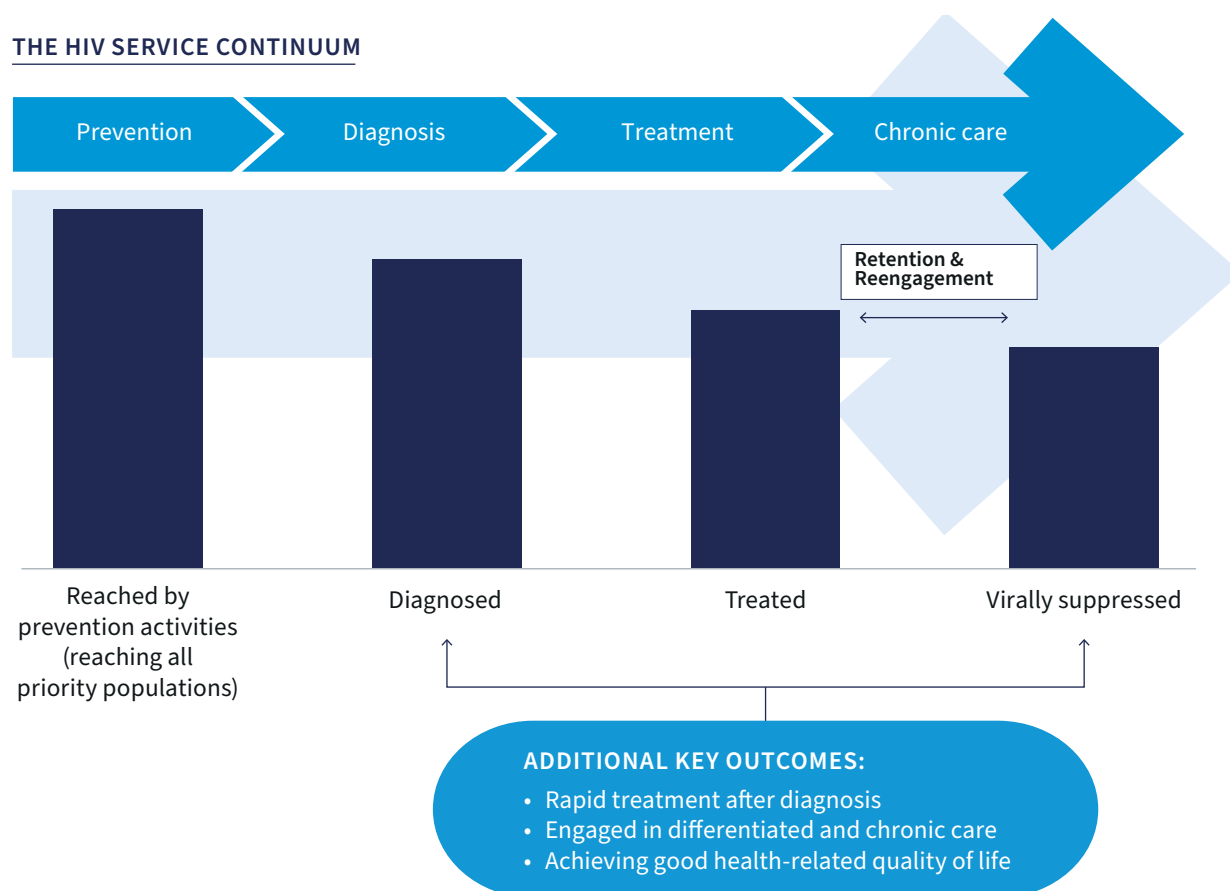 THE HIV SERVICE CONTINUUM
Prevention
Diagnosis
Treatment
Chronic care
Retention &
Reengagement
Reached by
prevention activities
(reaching all
priority populations)
Diagnosed
Treated
Virally suppressed
ADDITIONAL KEY OUTCOMES:
• Rapid treatment after diagnosis
• Engaged in differentiated and chronic care
• Achieving good health-related quality of life